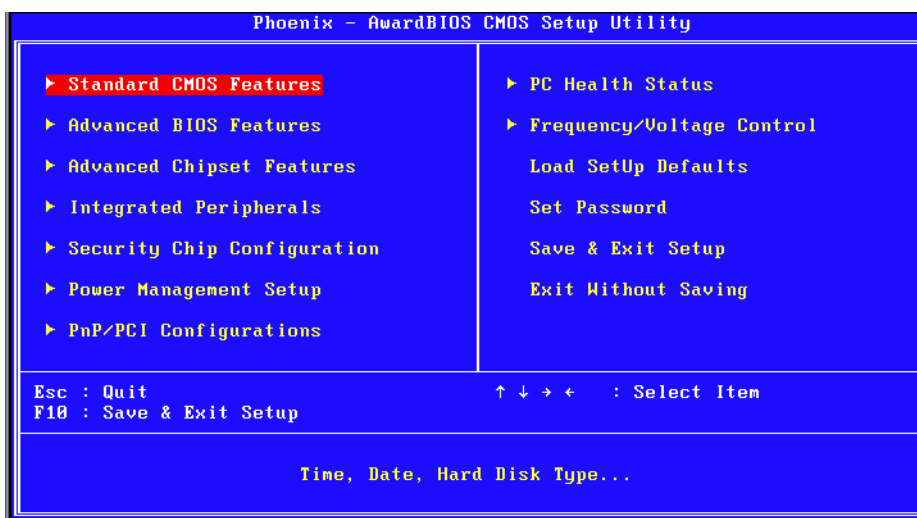 Phoenix - AwardBIOS CMOS Setup Utility
► Standard CMOS Features
► Advanced BIOS Features
► Advanced Chipset Features
► Integrated Peripherals
► Security Chip Configuration
► Power Management Setup
► PnP/PCI Configurations
► PC Health Status
► Frequency/Voltage Control
Load SetUp Defaults
Set Password
Save & Exit Setup
Exit Without Saving
Esc : Quit
F10 : Save & Exit Setup
↑ ↓ → ← : Select Item
Time, Date, Hard Disk Type...